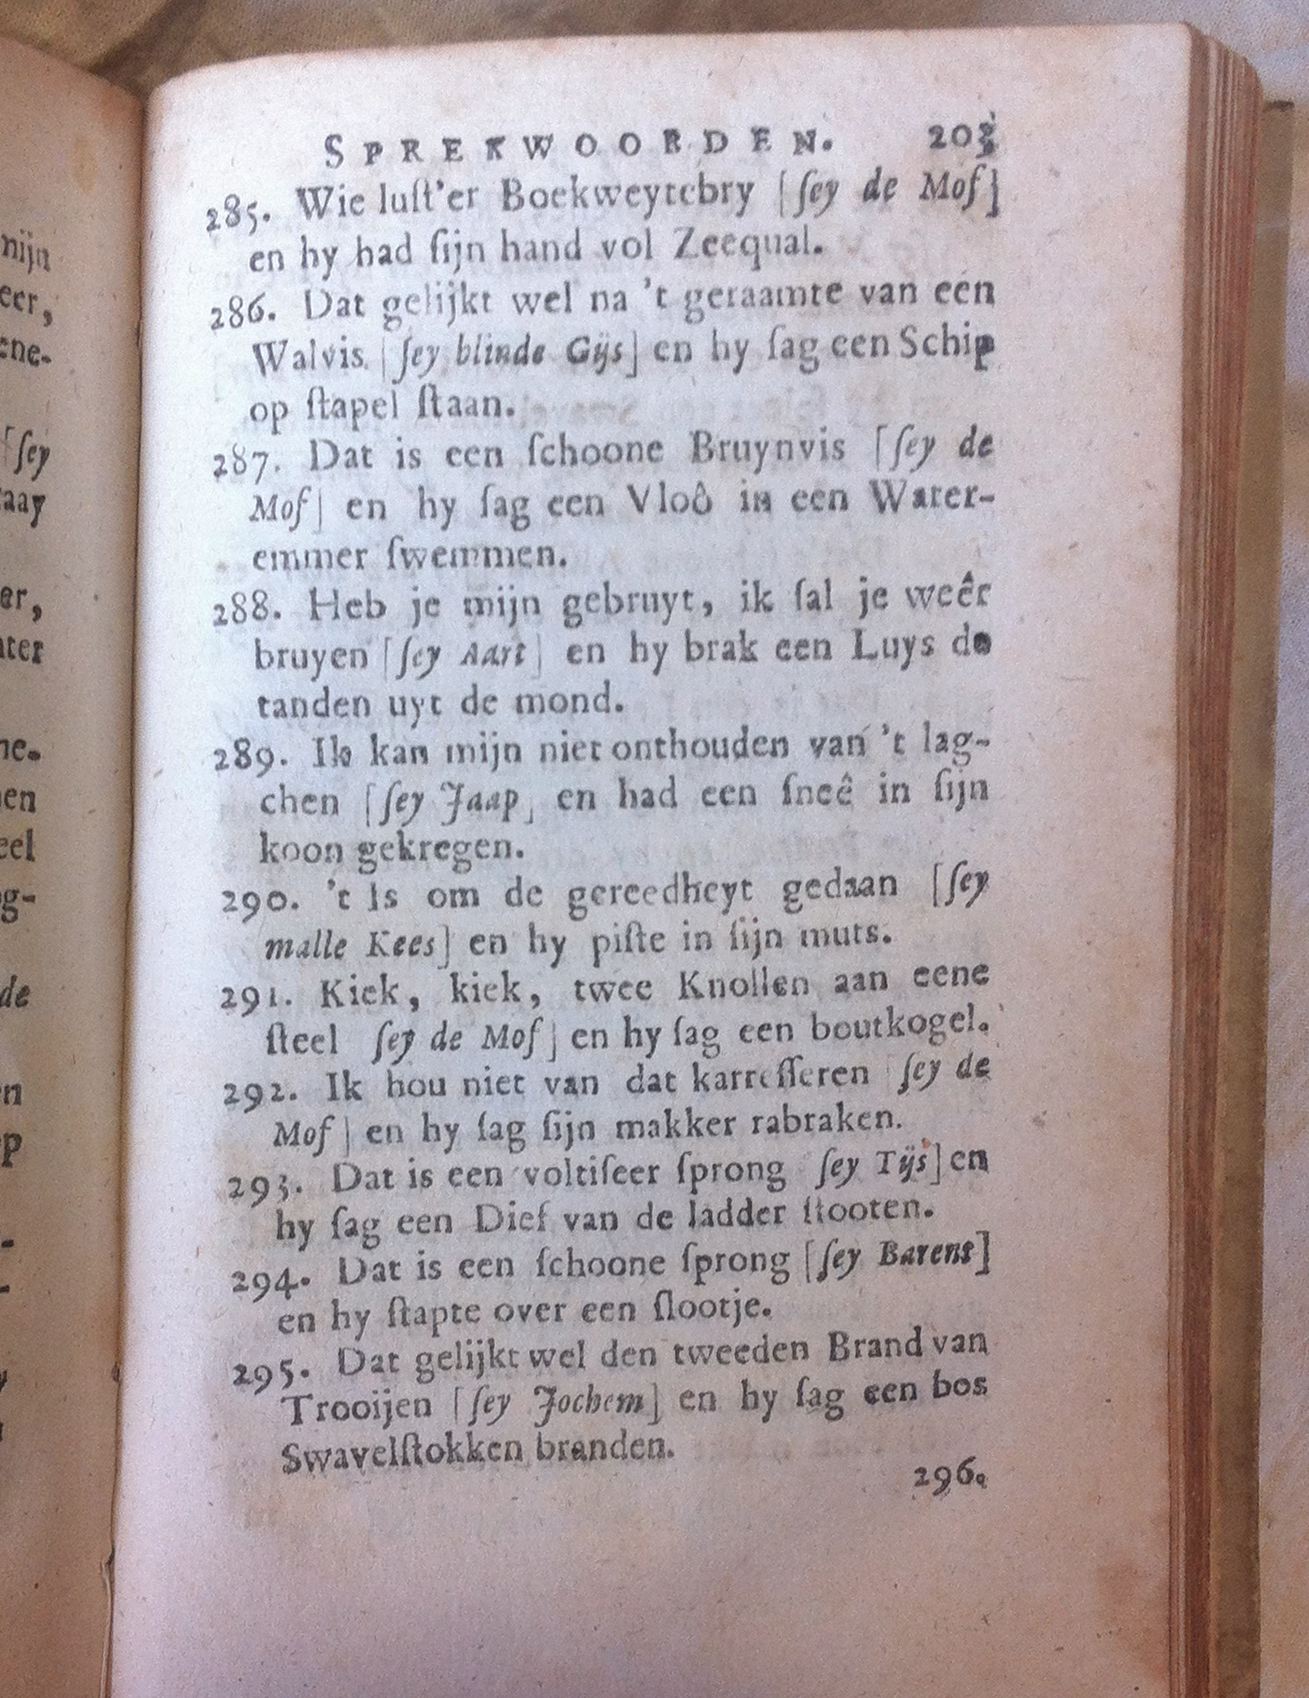 SPREKWOORDEN. 203
285. Wie luſt'er Boekweytebry [ſey de Mof]
en hy had ſijn hand vol Zeequal.
286. Dat gelijkt wel na 't geraamte van een
Walvis [ſey blinde Gijs] en hy ſag een Schip
op ſtapel ſtaan.
287. Dat is een ſchoone Bruynvis [ſey de
Mof] en hy ſag een Vloô in een Water-
emmer ſwemmen.
288. Heb je mijn gebruyt, ik ſal je weêr
bruyen [ſey Aart] en hy brak een Luys de
tanden uyt de mond.
289. Ik kan mijn niet onthouden van 't lag-
chen [ſey Jaap] en had een ſneê in ſijn
koon gekregen.
290. 't Is om de gereedheyt gedaan [ſey
malle Kees] en hy piſte in ſijn muts.
291. Kiek, kiek, twee Knollen aan eene
ſteel ſey de Mof] en hy ſag een boutkogel.
292. Ik hou niet van dat karreſſeren ſey de
Mof] en hy ſag ſijn makker rabraken.
293. Dat is een voltiſeer ſprong ſey Tijs] en
hy ſag een Dief van de ladder ſtooten.
294. Dat is een ſchoone ſprong [ſey Barent]
en hy ſtapte over een ſlootje.
295. Dat gelijkt wel den tweeden Brand van
Trooijen [ſey Jochem] en hy ſag een bos
Swavelſtokken branden.
296.